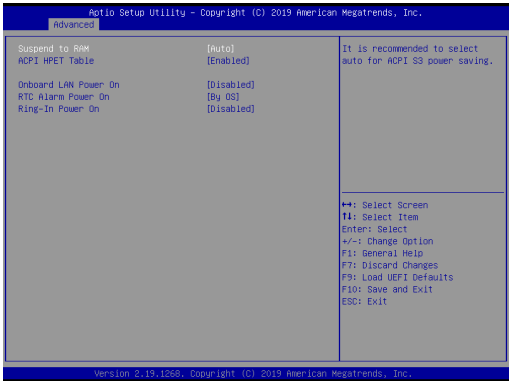 Aptio Setup Utility – Copyright (C) 2019 American Megatrends, Inc.
Advanced
Suspend to RAM [Auto]
ACPI HPET Table [Enabled]
Onboard LAN Power On [Disabled]
RTC Alarm Power On [By OS]
Ring-In Power On [Disabled]
It is recommended to select
auto for ACPI S3 power saving.
↔: Select Screen
↑↓: Select Item
Enter: Select
+/-: Change Option
F1: General Help
F7: Discard Changes
F9: Load UEFI Defaults
F10: Save and Exit
ESC: Exit
Version 2.19.1268. Copyright (C) 2019 American Megatrends, Inc.